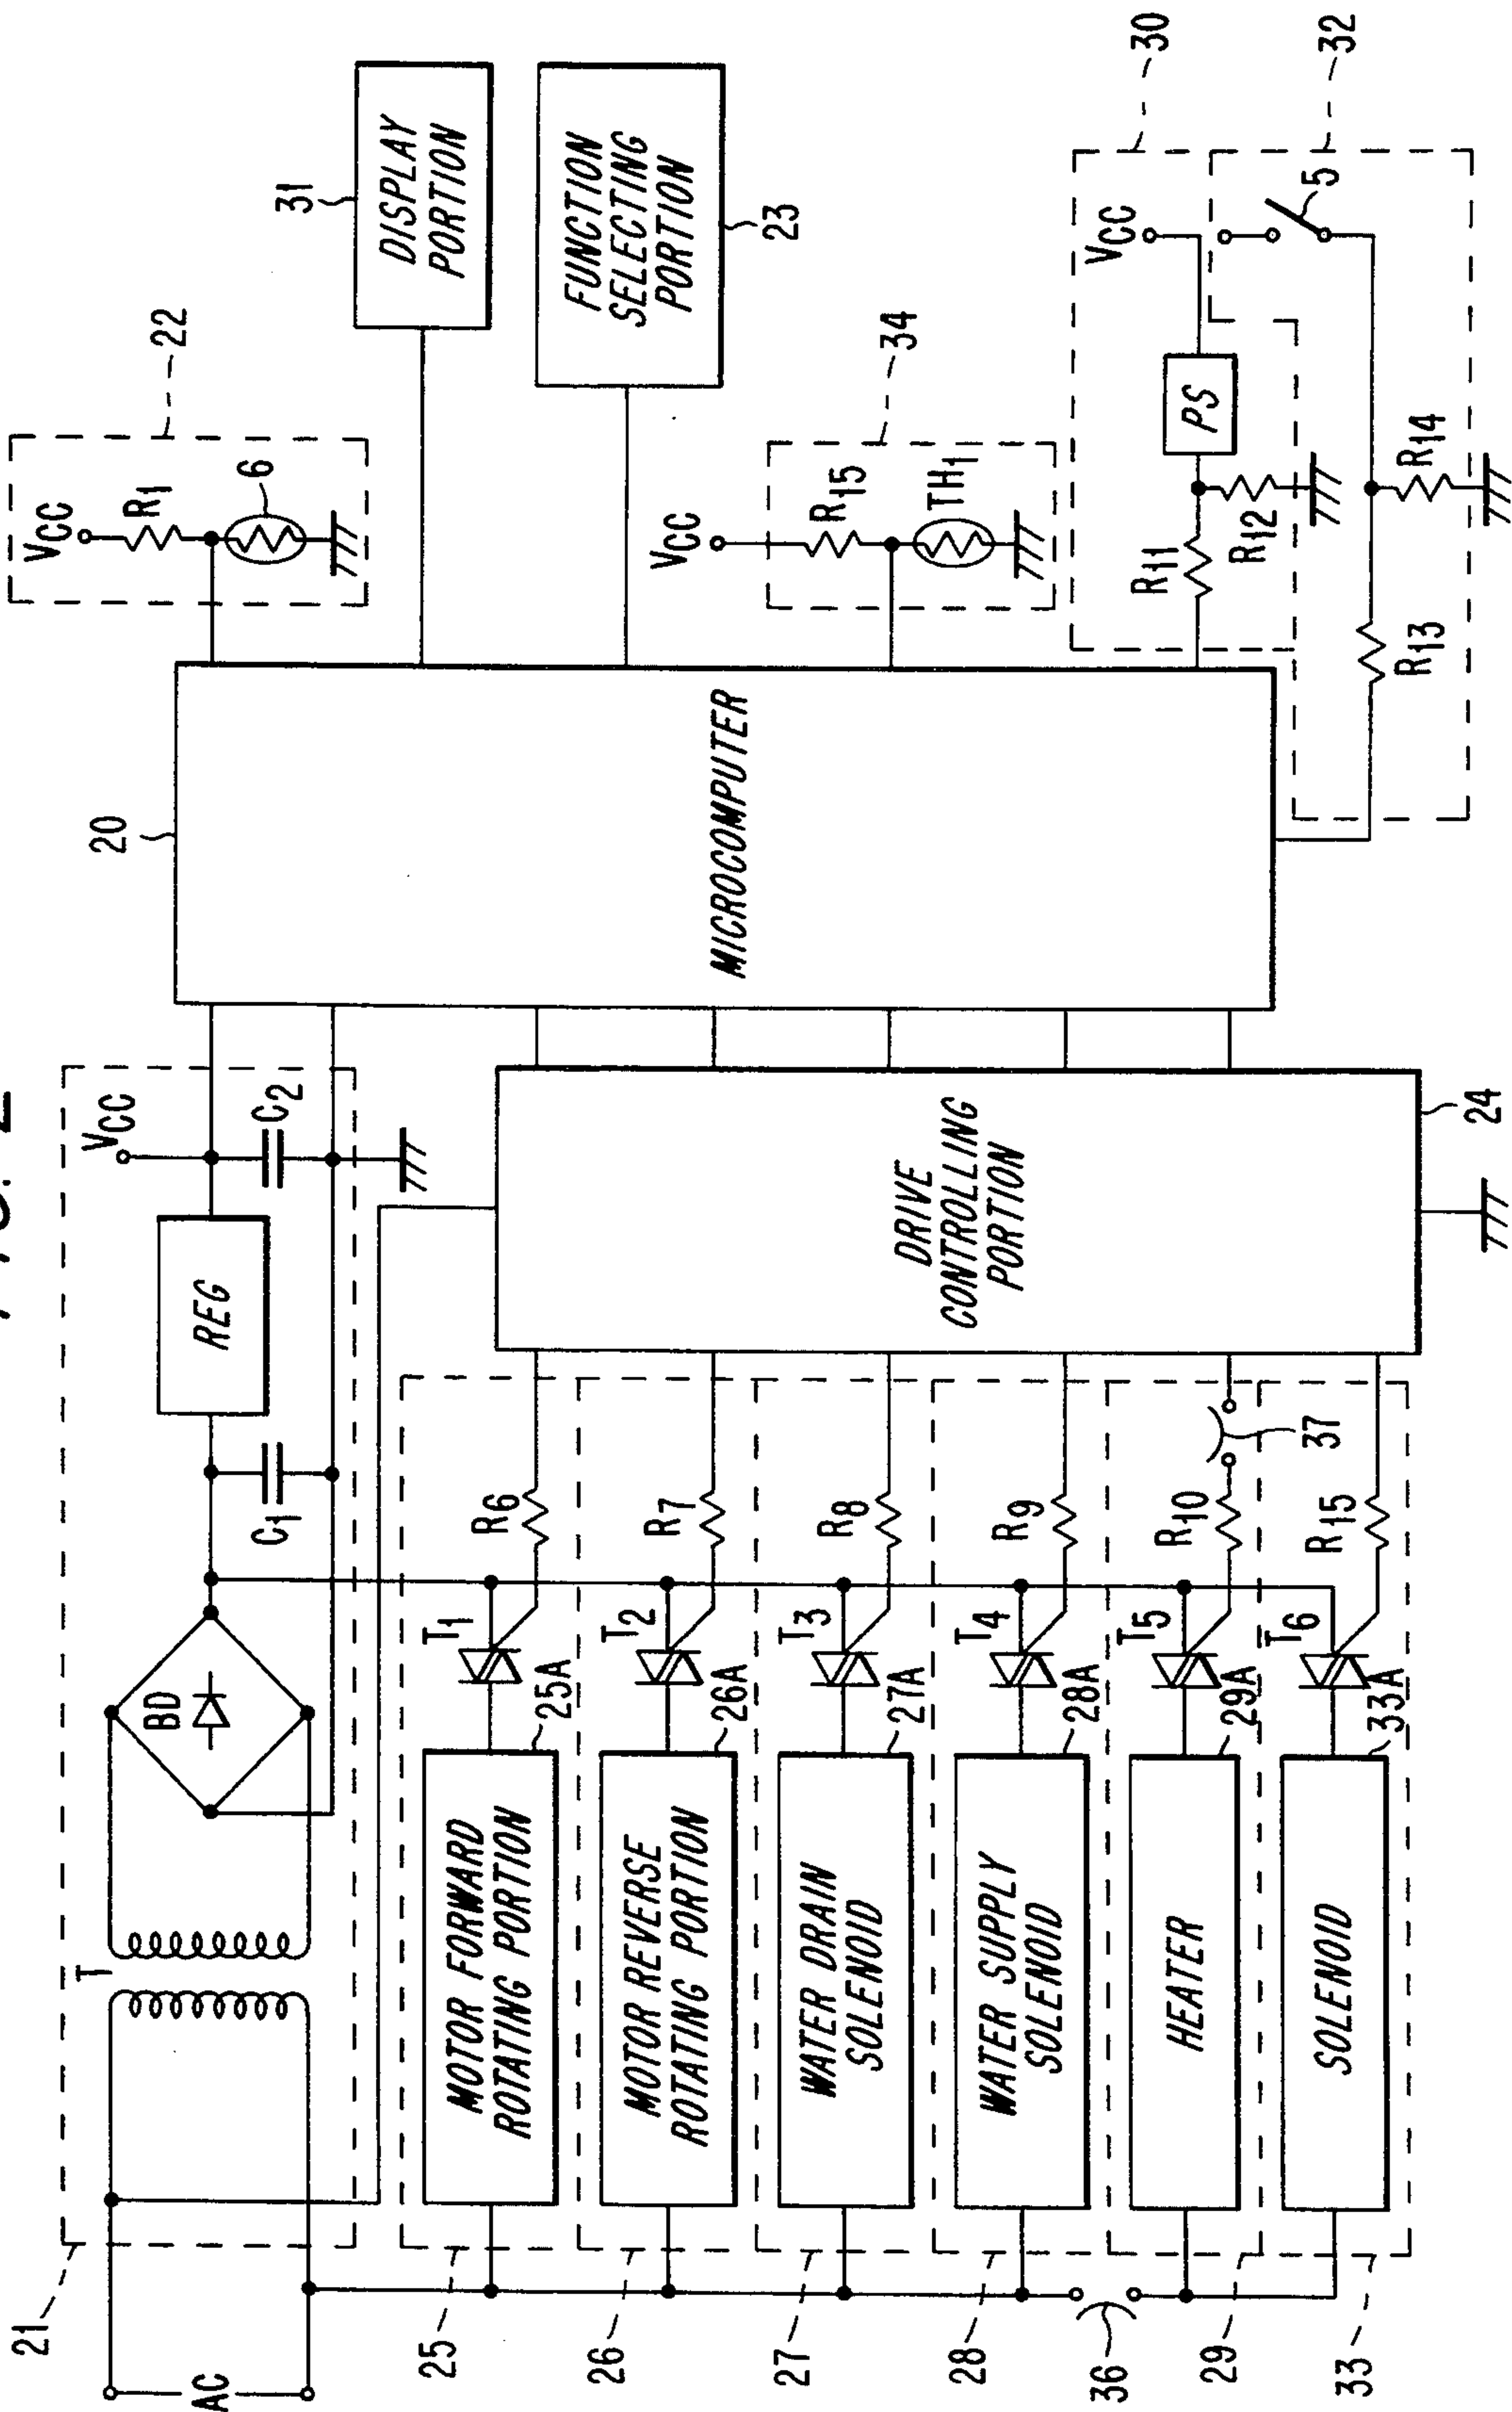 21
AC
T
BD
C1
REG
VCC
C2
20
MICROCOMPUTER
VCC
R1
6
22
31
DISPLAY
PORTION
FUNCTION
SELECTING
PORTION
23
VCC
R15
TH1
34
30
VCC
PS
R11
R12
32
5
R13
R14
DRIVE
CONTROLLING
PORTION
24
25
MOTOR FORWARD
ROTATING PORTION
25A
T1
R6
26
MOTOR REVERSE
ROTATING PORTION
26A
T2
R7
27
WATER DRAIN
SOLENOID
27A
T3
R8
28
WATER SUPPLY
SOLENOID
28A
T4
R9
36
29
HEATER
29A
T5
R10
37
33
SOLENOID
33A
T6
R15